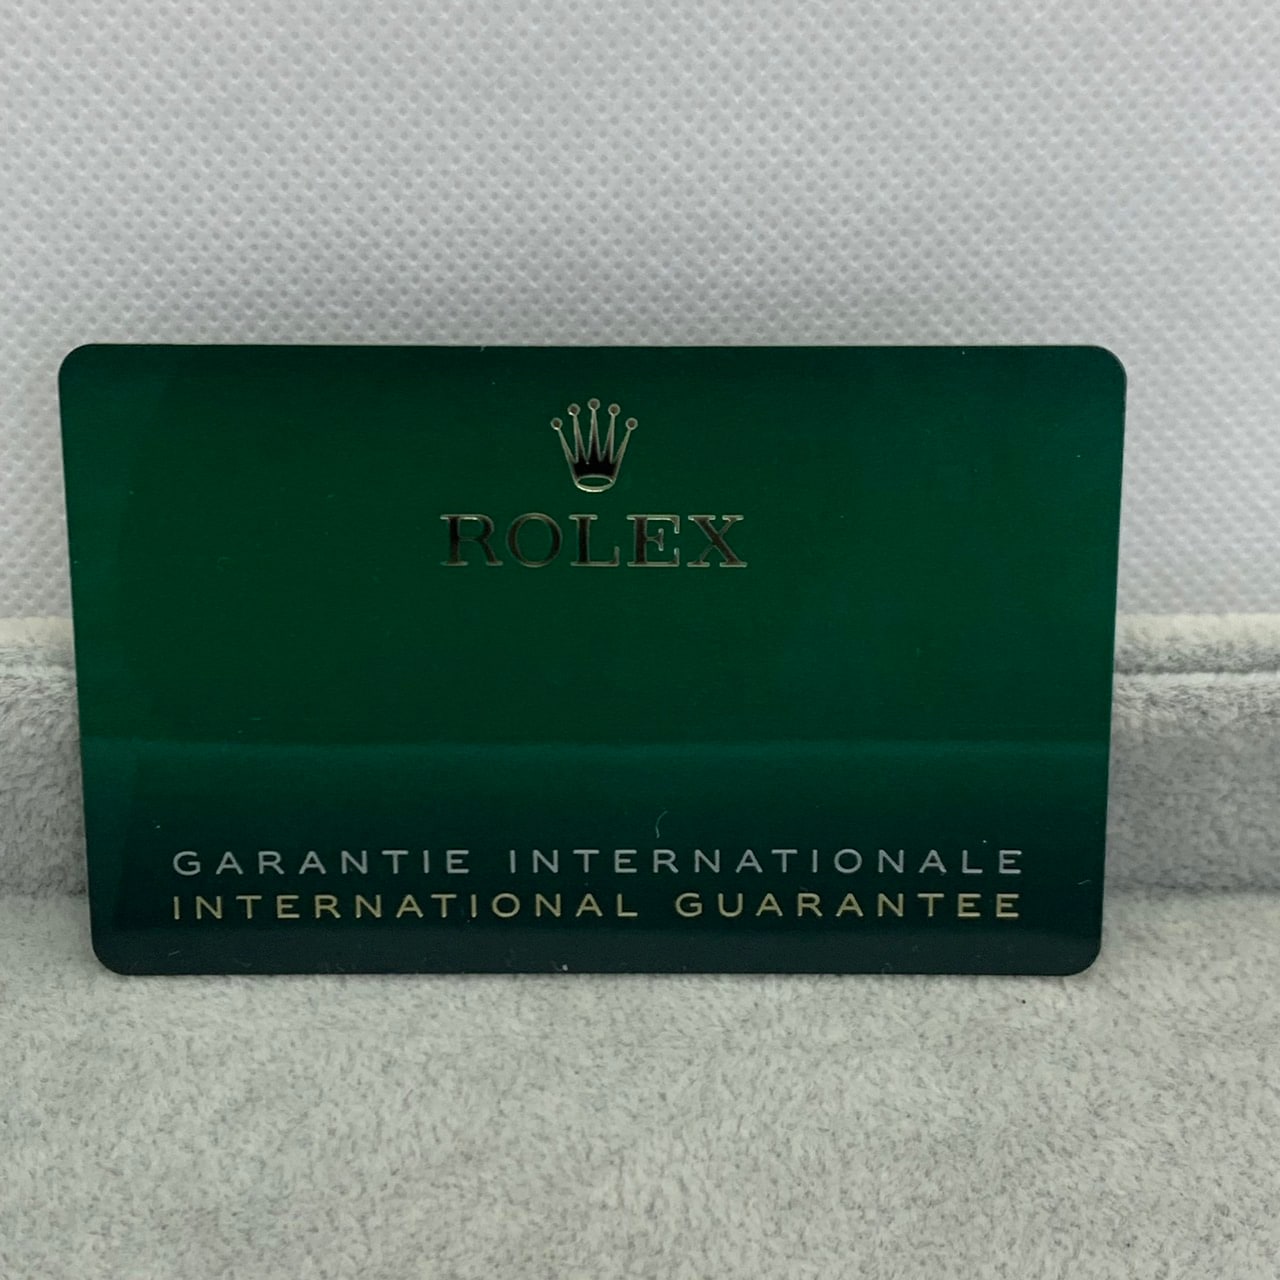 ROLEX
GARANTIE INTERNATIONALE
INTERNATIONAL GUARANTEE